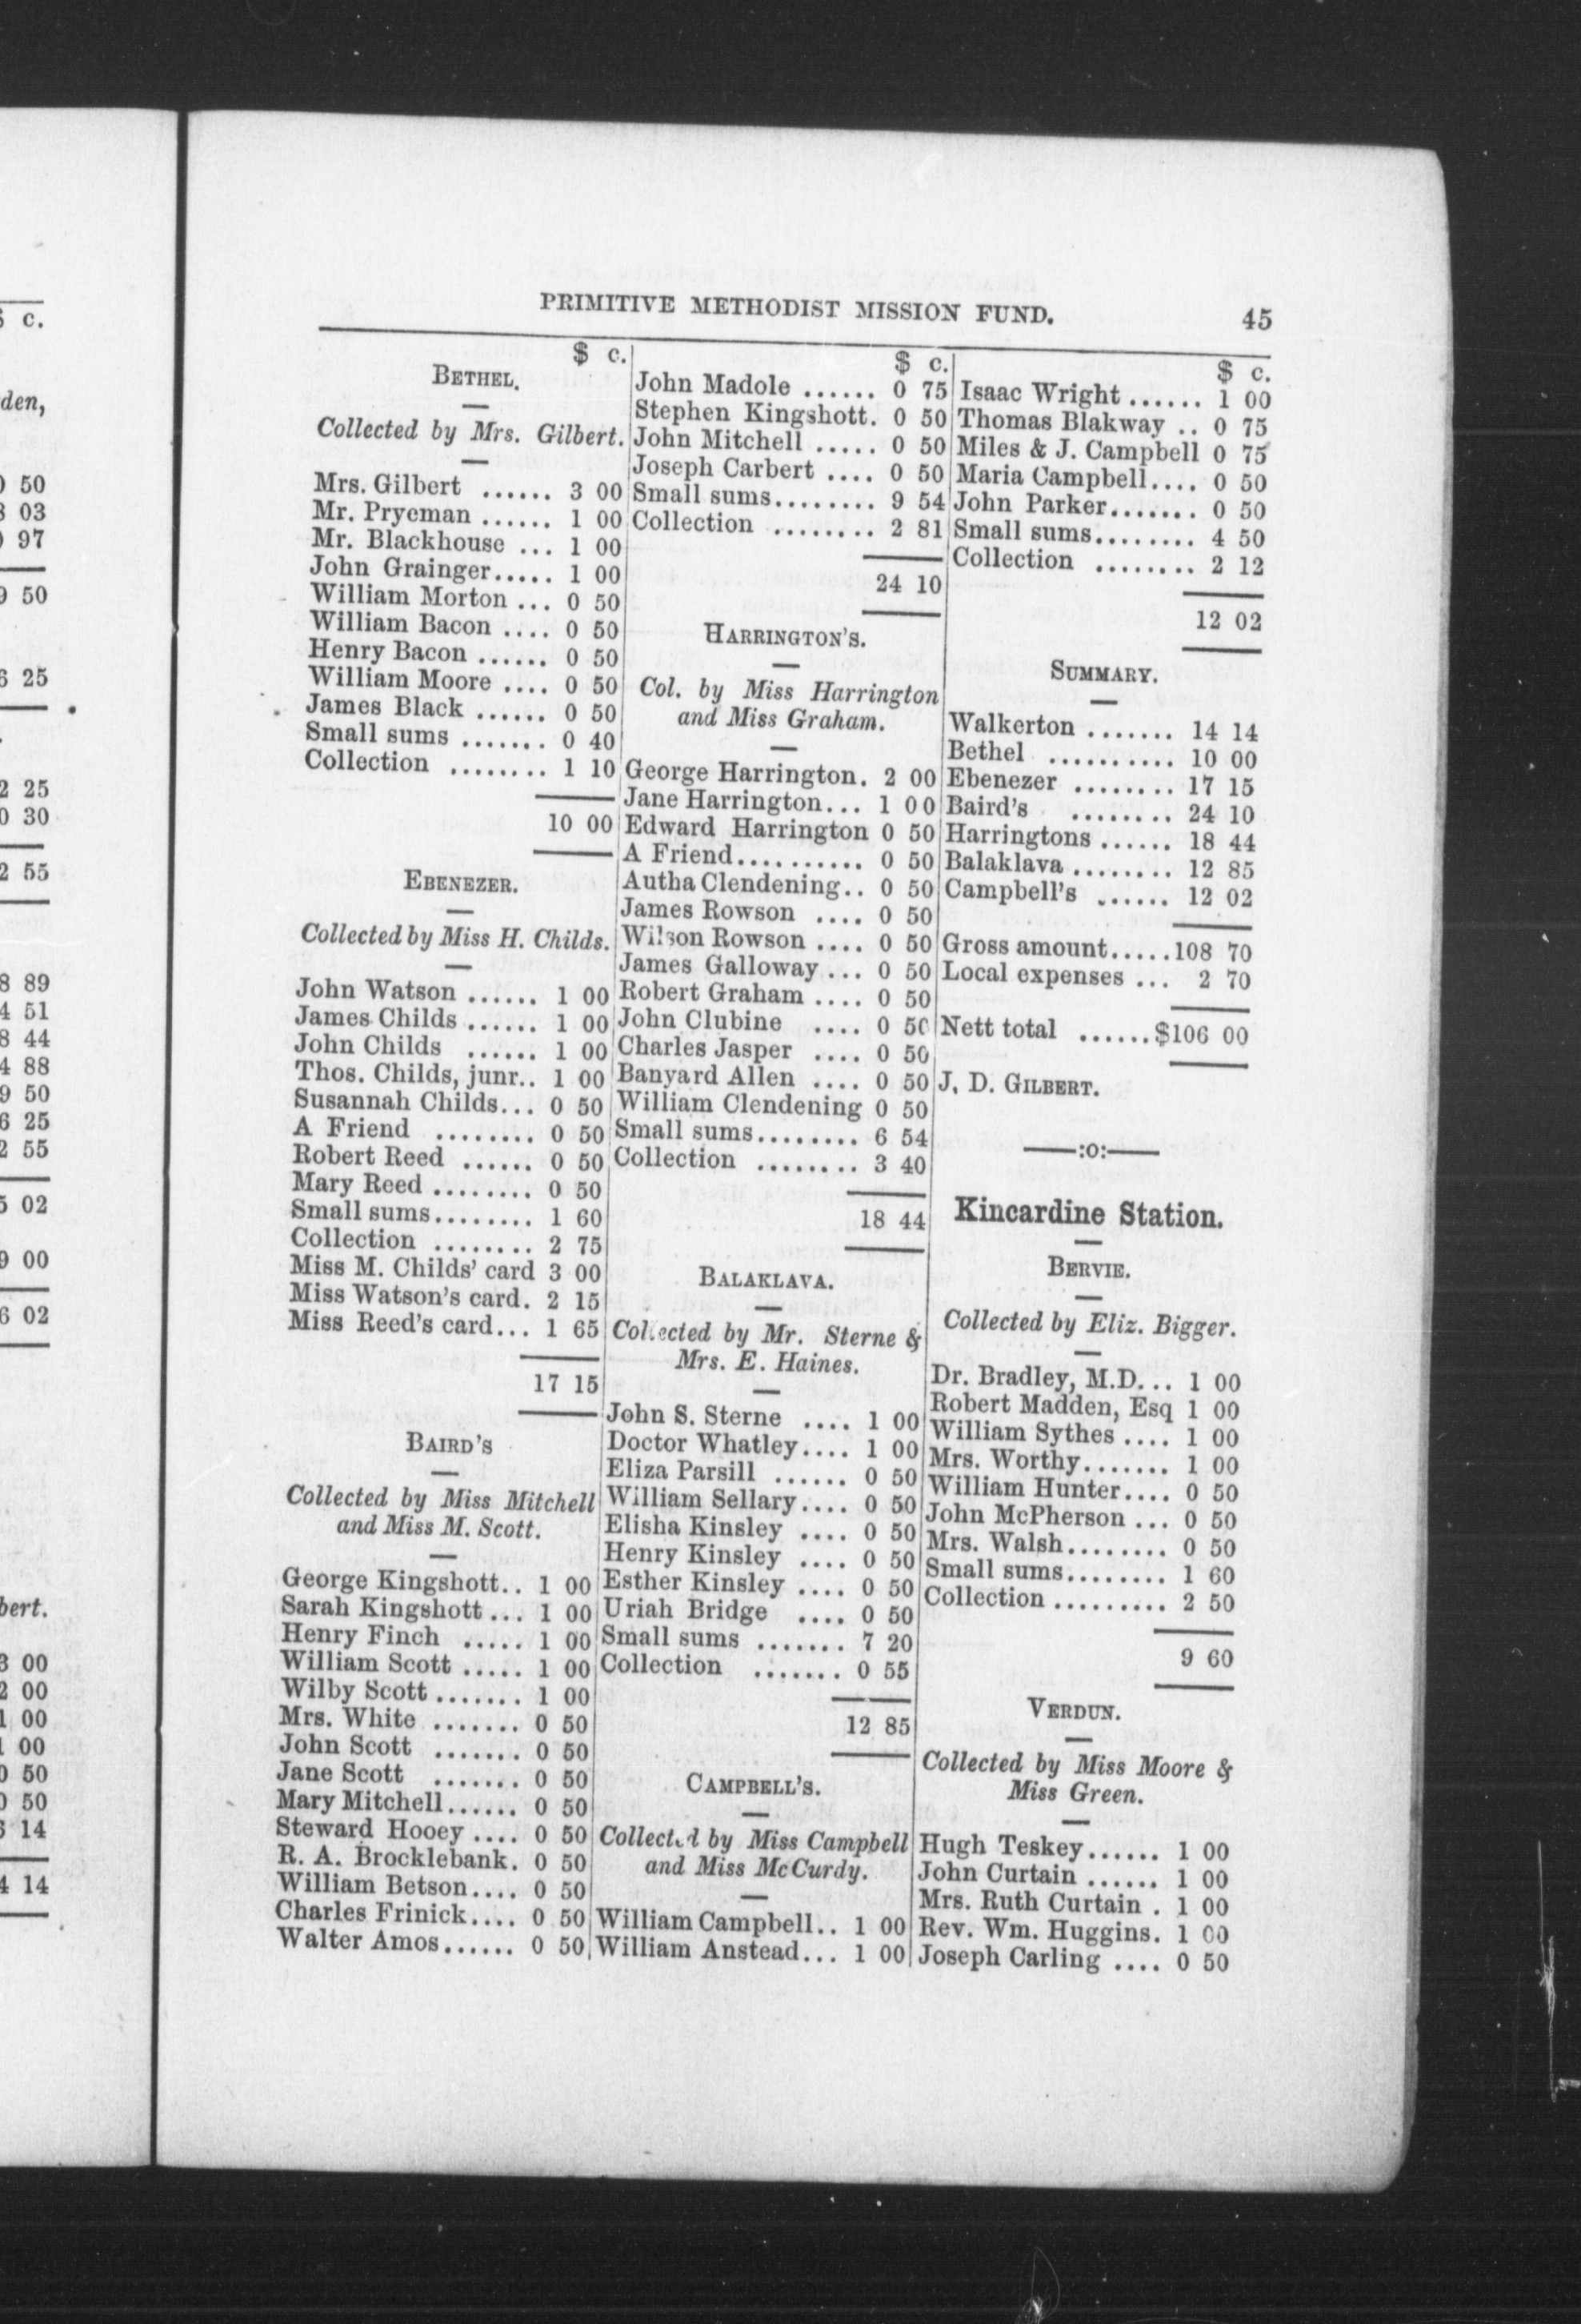 PRIMITIVE METHODIST MISSION FUND. 45
$ c.
BETHEL.
Collected by Mrs. Gilbert.
Mrs. Gilbert ...... 3 00
Mr. Pryeman ...... 1 00
Mr. Blackhouse ... 1 00
John Grainger..... 1 00
William Morton ... 0 50
William Bacon .... 0 50
Henry Bacon ...... 0 50
William Moore .... 0 50
James Black ...... 0 50
Small sums ....... 0 40
Collection ........ 1 10
10 00
EBENEZER.
Collected by Miss H. Childs.
John Watson ...... 1 00
James Childs ...... 1 00
John Childs ...... 1 00
Thos. Childs, junr.. 1 00
Susannah Childs... 0 50
A Friend ........ 0 50
Robert Reed ...... 0 50
Mary Reed ........ 0 50
Small sums........ 1 60
Collection ........ 2 75
Miss M. Childs' card 3 00
Miss Watson's card. 2 15
Miss Reed's card... 1 65
17 15
BAIRD'S
Collected by Miss Mitchell
and Miss M. Scott.
George Kingshott.. 1 00
Sarah Kingshott ... 1 00
Henry Finch ..... 1 00
William Scott ..... 1 00
Wilby Scott ....... 1 00
Mrs. White ....... 0 50
John Scott ....... 0 50
Jane Scott ....... 0 50
Mary Mitchell...... 0 50
Steward Hooey .... 0 50
R. A. Brocklebank. 0 50
William Betson.... 0 50
Charles Frinick.... 0 50
Walter Amos...... 0 50
$ c.
John Madole ...... 0 75
Stephen Kingshott. 0 50
John Mitchell ..... 0 50
Joseph Carbert .... 0 50
Small sums........ 9 54
Collection ........ 2 81
24 10
HARRINGTON'S.
Col. by Miss Harrington
and Miss Graham.
George Harrington. 2 00
Jane Harrington... 1 00
Edward Harrington 0 50
A Friend.......... 0 50
Autha Clendening.. 0 50
James Rowson .... 0 50
Wilson Rowson .... 0 50
James Galloway ... 0 50
Robert Graham .... 0 50
John Clubine .... 0 50
Charles Jasper .... 0 50
Banyard Allen .... 0 50
William Clendening 0 50
Small sums........ 6 54
Collection ........ 3 40
18 44
BALAKLAVA.
Collected by Mr. Sterne &
Mrs. E. Haines.
John S. Sterne .... 1 00
Doctor Whatley.... 1 00
Eliza Parsill ...... 0 50
William Sellary.... 0 50
Elisha Kinsley .... 0 50
Henry Kinsley .... 0 50
Esther Kinsley .... 0 50
Uriah Bridge .... 0 50
Small sums ....... 7 20
Collection ....... 0 55
12 85
CAMPBELL'S.
Collected by Miss Campbell
and Miss McCurdy.
William Campbell.. 1 00
William Anstead... 1 00
$ c.
Isaac Wright ...... 1 00
Thomas Blakway .. 0 75
Miles & J. Campbell 0 75
Maria Campbell.... 0 50
John Parker....... 0 50
Small sums........ 4 50
Collection ........ 2 12
12 02
SUMMARY.
Walkerton ....... 14 14
Bethel .......... 10 00
Ebenezer ........ 17 15
Baird's ........ 24 10
Harringtons ...... 18 44
Balaklava ........ 12 85
Campbell's ...... 12 02
Gross amount.....108 70
Local expenses ... 2 70
Nett total ......$106 00
J. D. GILBERT.
——:o:——
Kincardine Station.
BERVIE.
Collected by Eliz. Bigger.
Dr. Bradley, M.D... 1 00
Robert Madden, Esq 1 00
William Sythes .... 1 00
Mrs. Worthy....... 1 00
William Hunter.... 0 50
John McPherson ... 0 50
Mrs. Walsh........ 0 50
Small sums........ 1 60
Collection ......... 2 50
9 60
VERDUN.
Collected by Miss Moore &
Miss Green.
Hugh Teskey...... 1 00
John Curtain ...... 1 00
Mrs. Ruth Curtain . 1 00
Rev. Wm. Huggins. 1 00
Joseph Carling .... 0 50